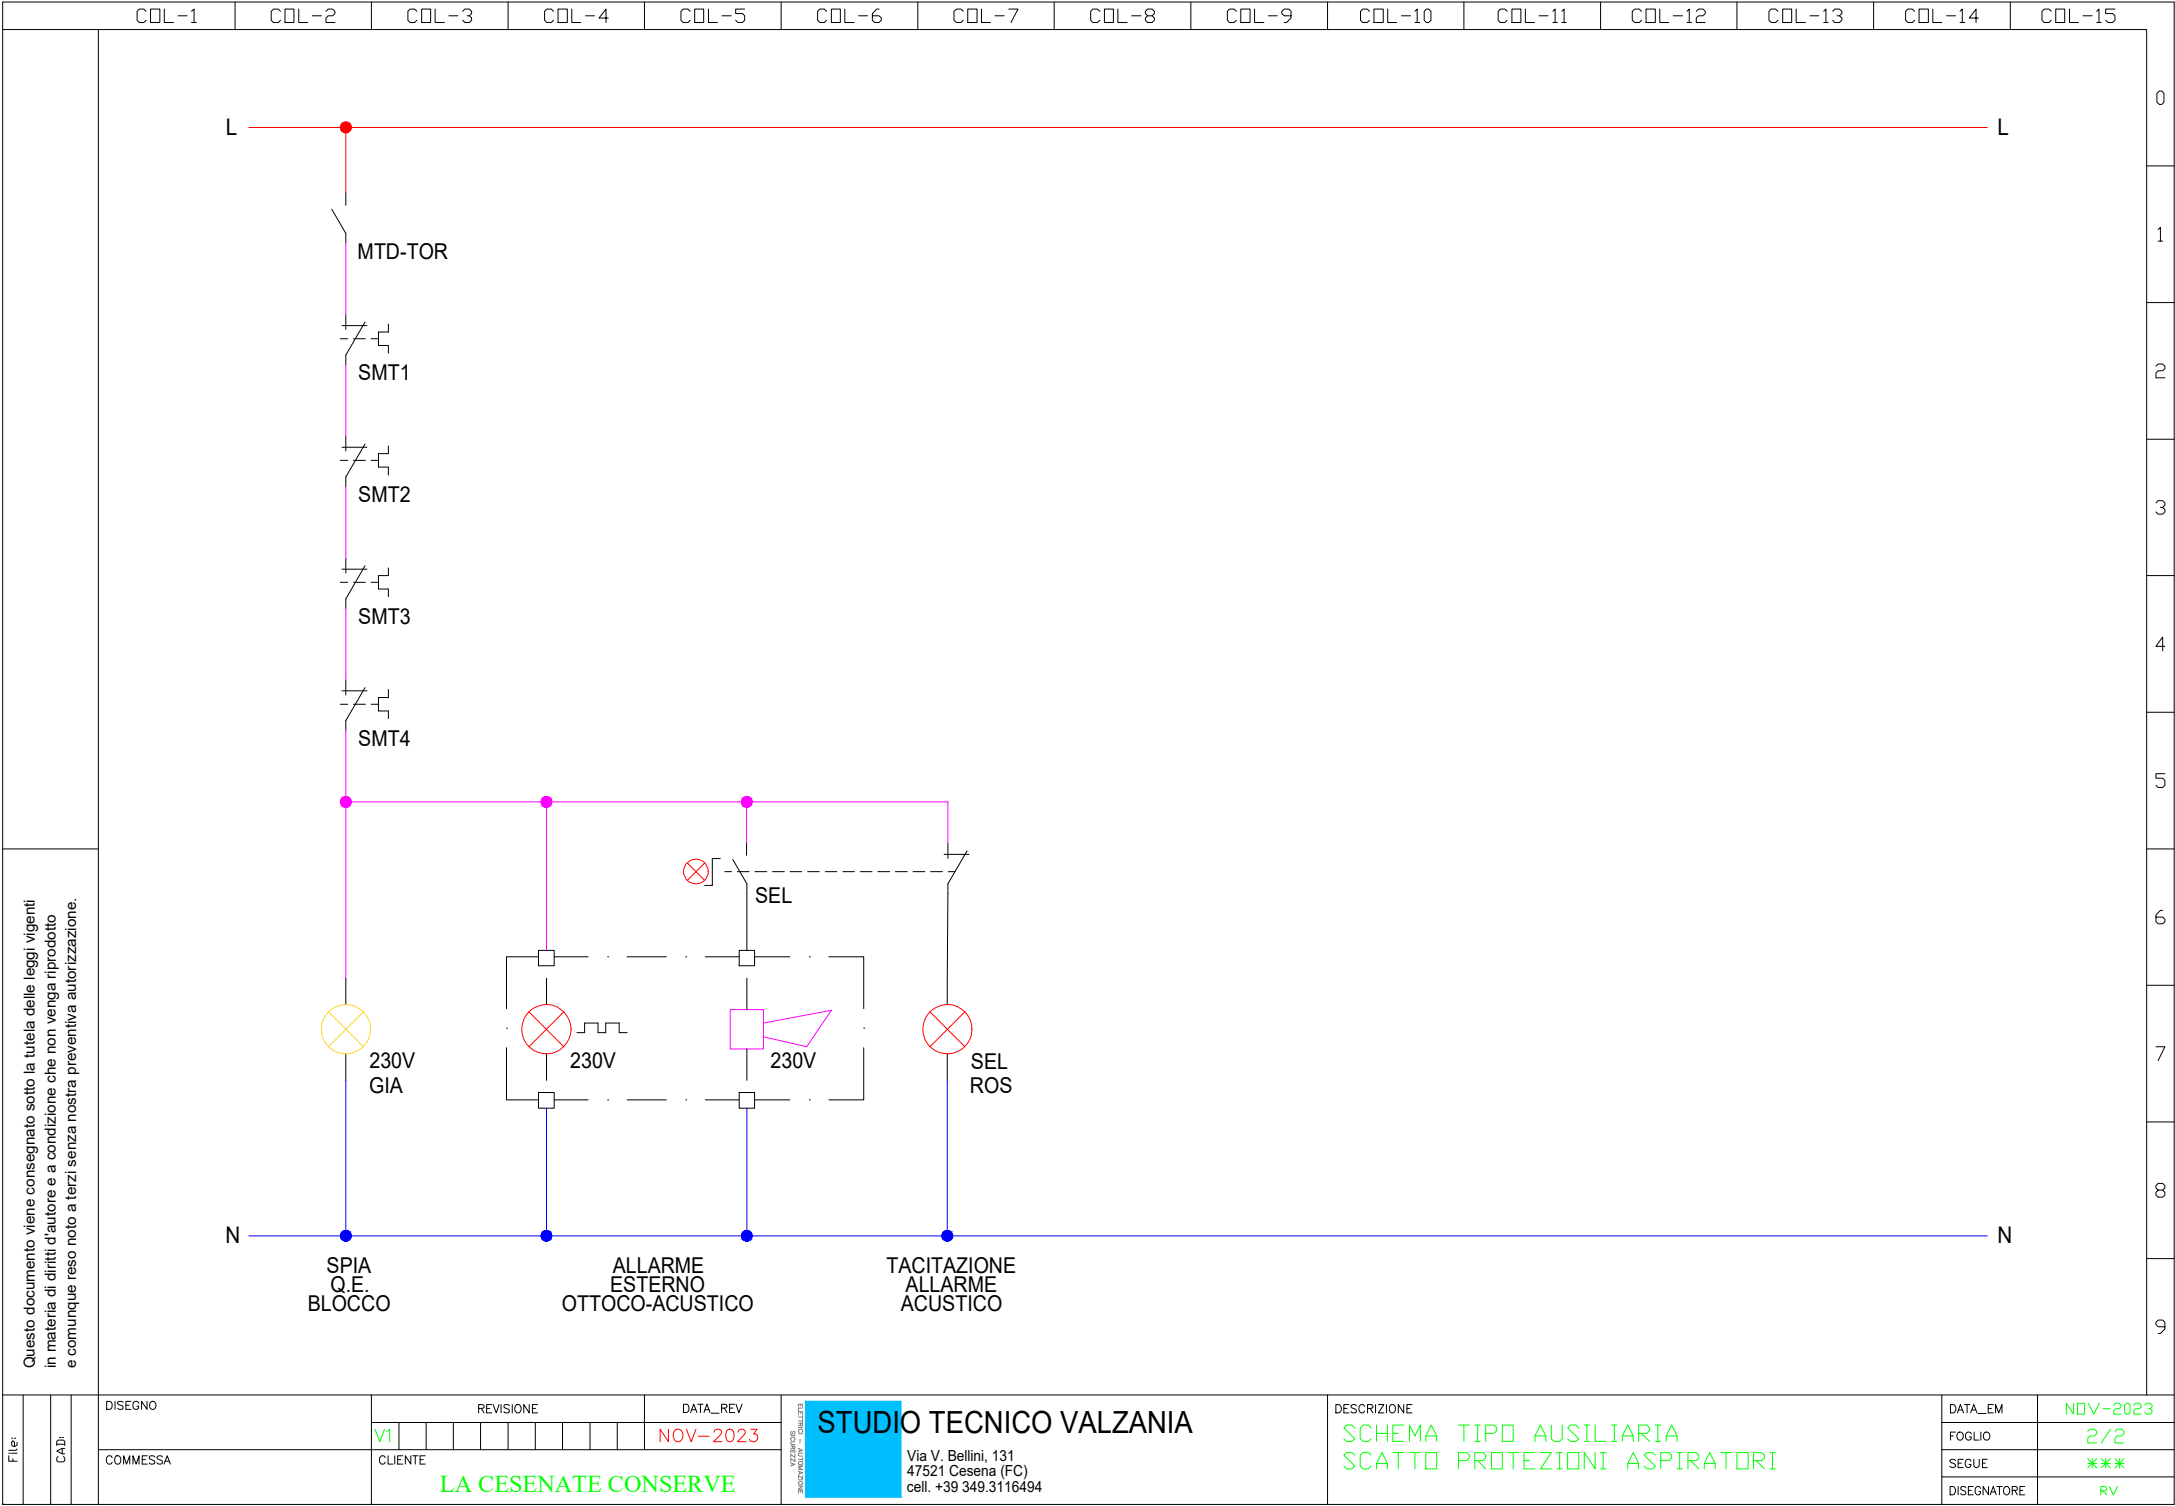 COL-1 COL-2 COL-3 COL-4 COL-5 COL-6 COL-7 COL-8 COL-9 COL-10 COL-11 COL-12 COL-13 COL-14 COL-15
0
L L
1
MTD-TOR
SMT1
2
SMT2
3
SMT3
4
SMT4
5
SEL
6
230V
GIA
230V
230V
SEL
ROS
7
8
N N
SPIA
Q.E.
BLOCCO
ALLARME
ESTERNO
OTTOCO-ACUSTICO
TACITAZIONE
ALLARME
ACUSTICO
9
Questo documento viene consegnato sotto la tutela delle leggi vigenti
in materia di diritti d'autore e a condizione che non venga riprodotto
e comunque reso noto a terzi senza nostra preventiva autorizzazione.
File:
CAD:
DISEGNO
COMMESSA
REVISIONE
V1
DATA_REV
NOV-2023
CLIENTE
LA CESENATE CONSERVE
ELETTRICI - AUTOMAZIONE
SICUREZZA
STUDIO TECNICO VALZANIA
Via V. Bellini, 131
47521 Cesena (FC)
cell. +39 349.3116494
DESCRIZIONE
SCHEMA TIPO AUSILIARIA
SCATTO PROTEZIONI ASPIRATORI
DATA_EM NOV-2023
FOGLIO 2/2
SEGUE ***
DISEGNATORE RV